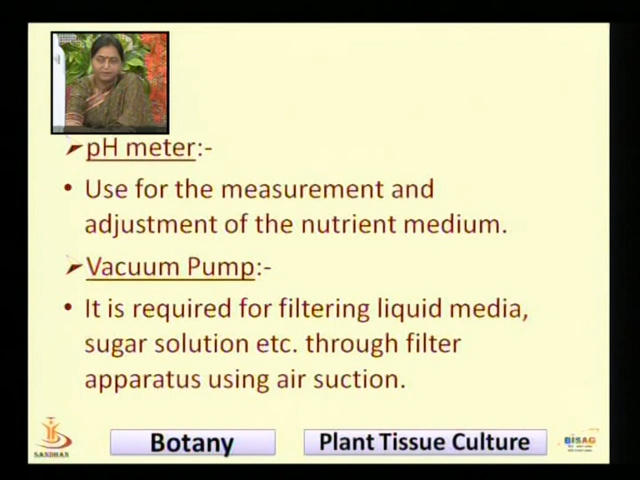 pH meter:-
Use for the measurement and
adjustment of the nutrient medium.
Vacuum Pump:-
It is required for filtering liquid media,
sugar solution etc. through filter
apparatus using air suction.
SANDHAN
Botany
Plant Tissue Culture
BISAG